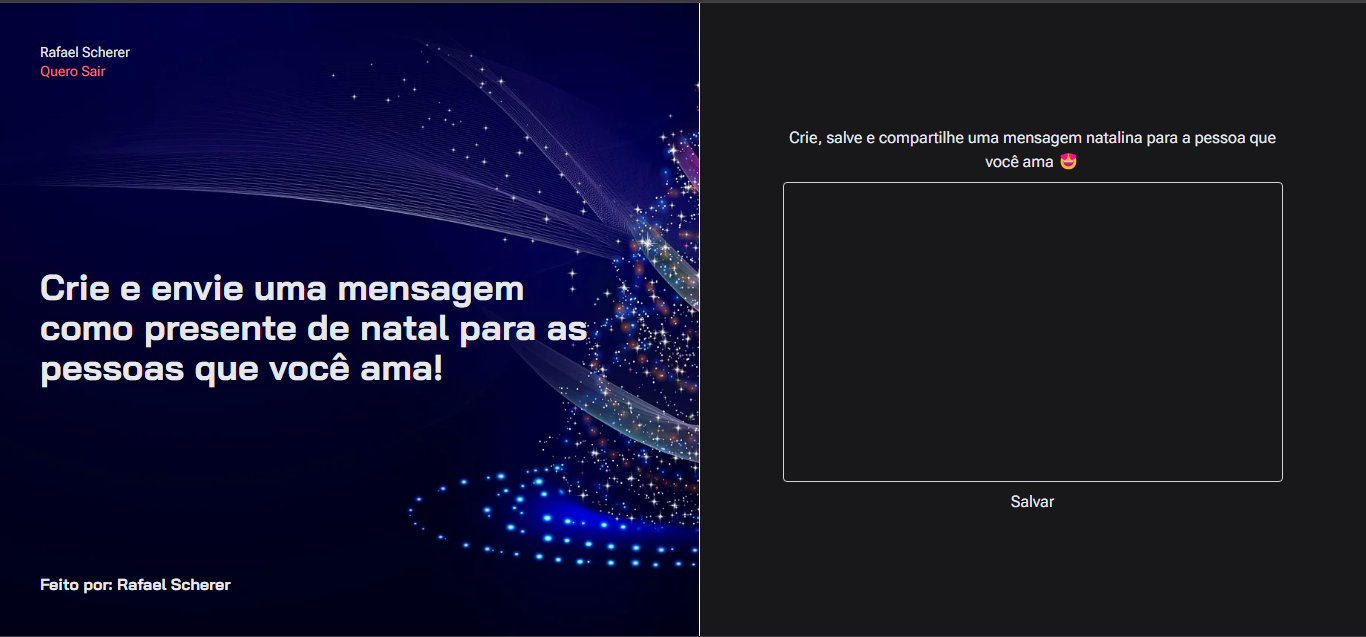 Rafael Scherer
Quero Sair
Crie e envie uma mensagem
como presente de natal para as
pessoas que você ama!
Feito por: Rafael Scherer
Crie, salve e compartilhe uma mensagem natalina para a pessoa que
você ama 🤩
Salvar